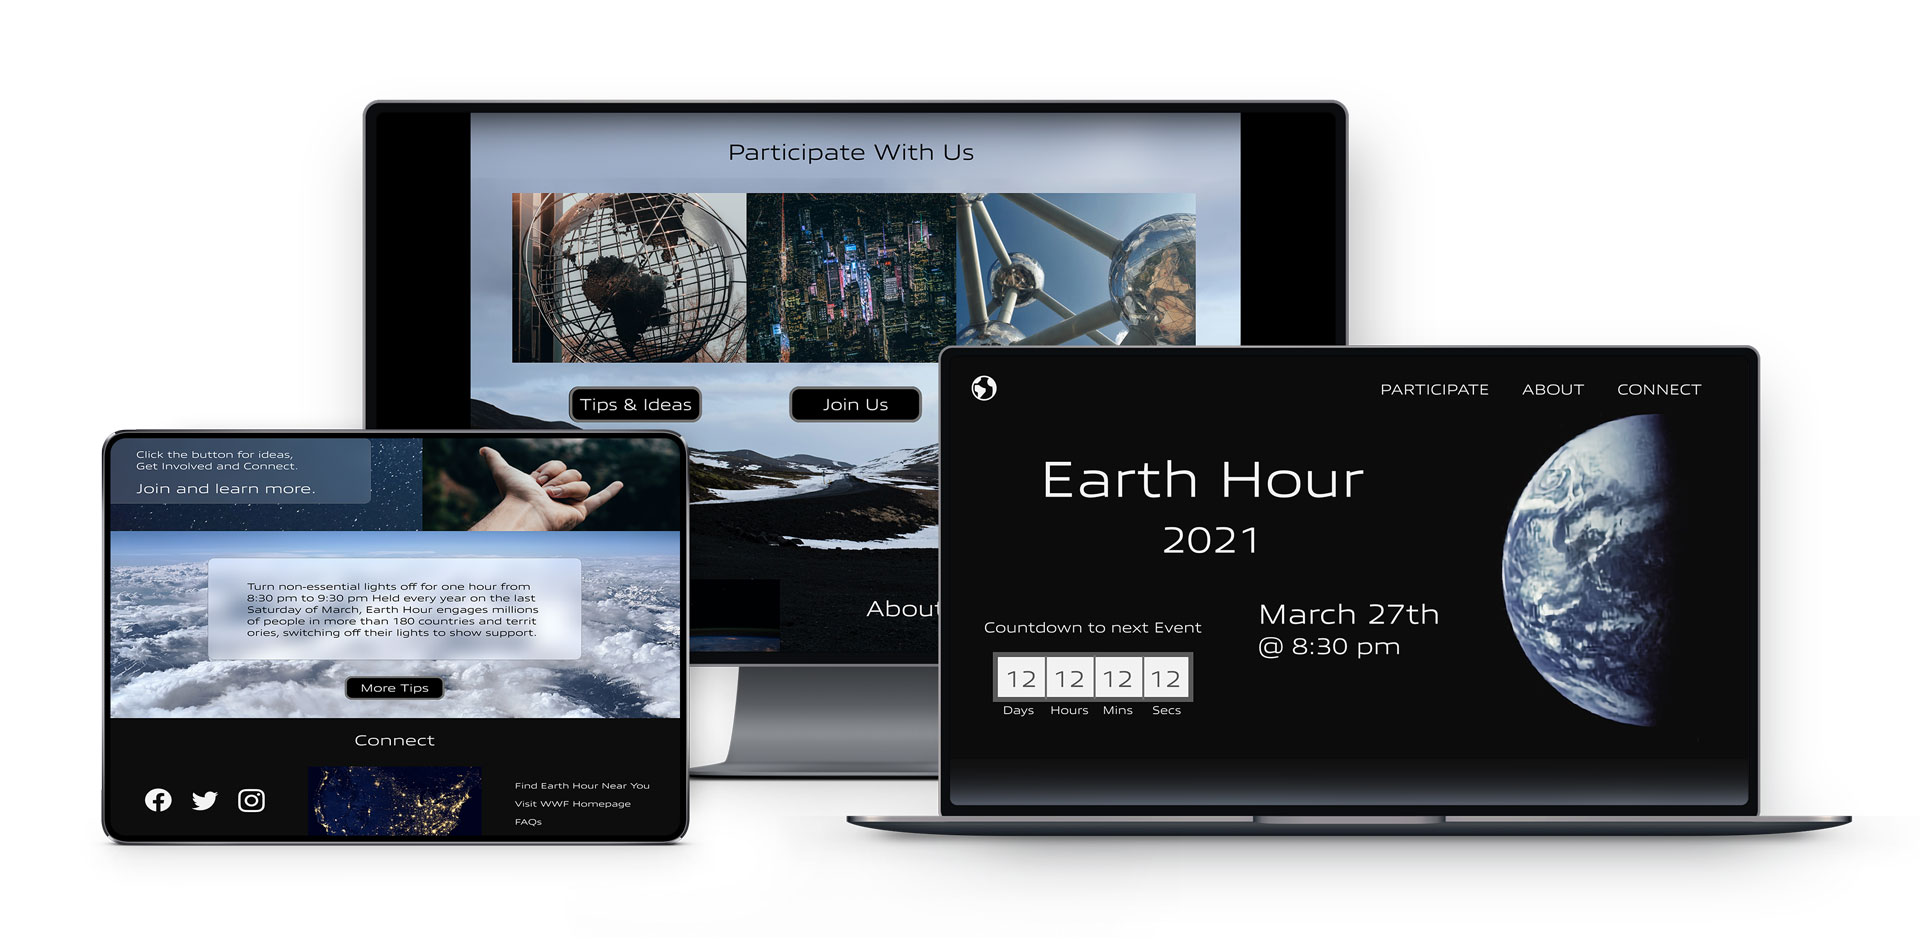 Participate With Us
Tips & Ideas
Join Us
About
Click the button for ideas,
Get Involved and Connect.
Join and learn more.
Turn non-essential lights off for one hour from
8:30 pm to 9:30 pm Held every year on the last
Saturday of March, Earth Hour engages millions
of people in more than 180 countries and territ
ories, switching off their lights to show support.
More Tips
Connect
Find Earth Hour Near You
Visit WWF Homepage
FAQs
PARTICIPATE ABOUT CONNECT
Earth Hour
2021
March 27th
@ 8:30 pm
Countdown to next Event
12 12 12 12
Days Hours Mins Secs